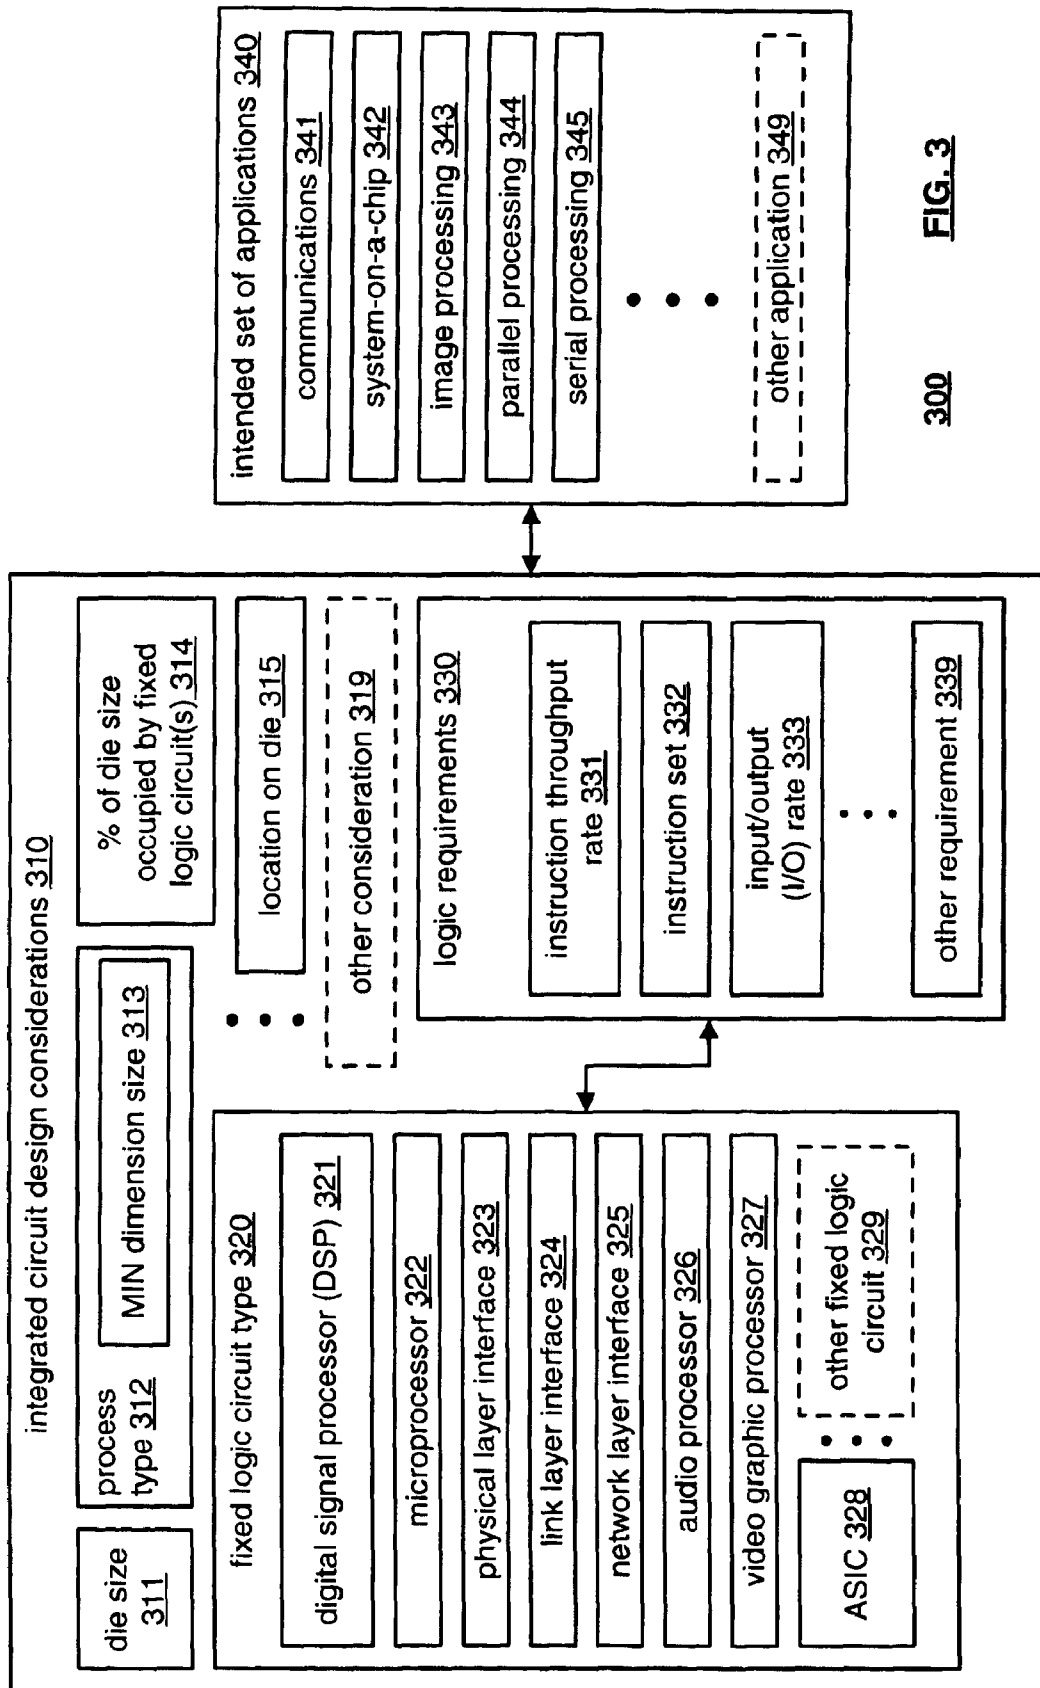 integrated circuit design considerations 310
die size
311
process
type 312
MIN dimension size 313
% of die size
occupied by fixed
logic circuit(s) 314
location on die 315
other consideration 319
fixed logic circuit type 320
digital signal processor (DSP) 321
microprocessor 322
physical layer interface 323
link layer interface 324
network layer interface 325
audio processor 326
video graphic processor 327
ASIC 328
other fixed logic
circuit 329
logic requirements 330
instruction throughput
rate 331
instruction set 332
input/output
(I/O) rate 333
other requirement 339
intended set of applications 340
communications 341
system-on-a-chip 342
image processing 343
parallel processing 344
serial processing 345
other application 349
300
FIG. 3